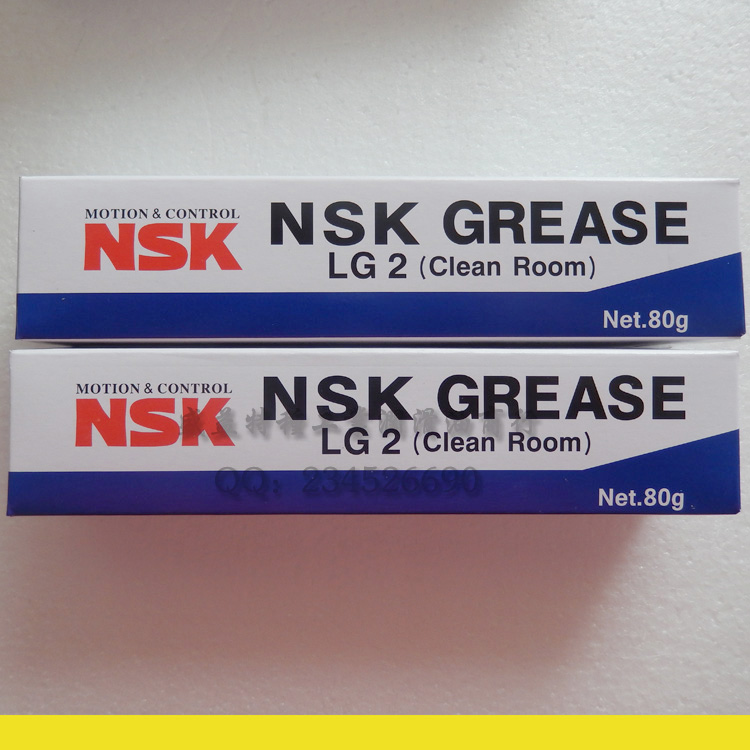 MOTION & CONTROL
NSK
NSK GREASE
LG 2 (Clean Room)
Net.80g
MOTION & CONTROL
NSK
NSK GREASE
LG 2 (Clean Room)
QQ: 234526690
Net.80g